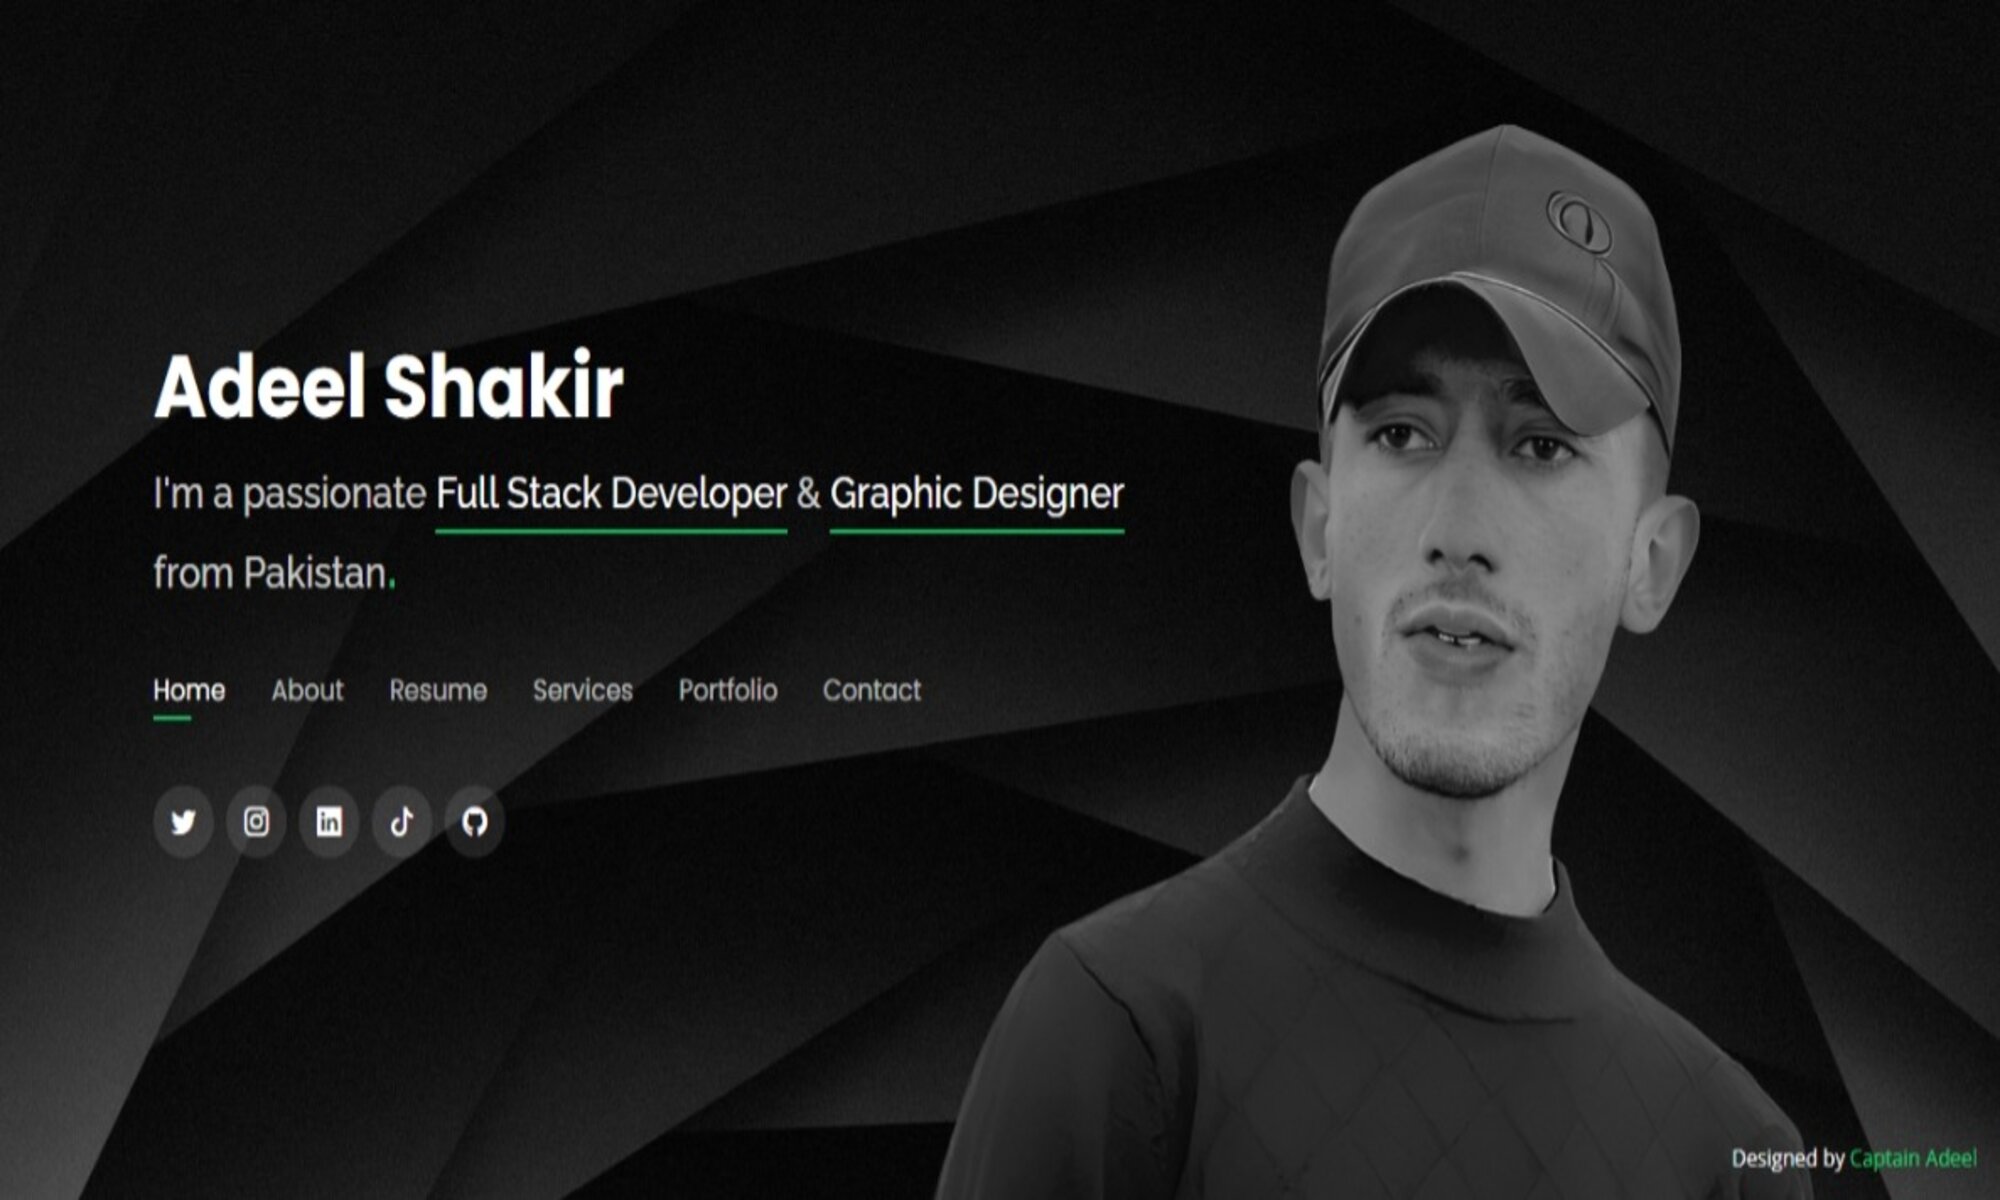 Adeel Shakir
I'm a passionate Full Stack Developer & Graphic Designer
from Pakistan.
Home About Resume Services Portfolio Contact
Designed by Captain Adeel